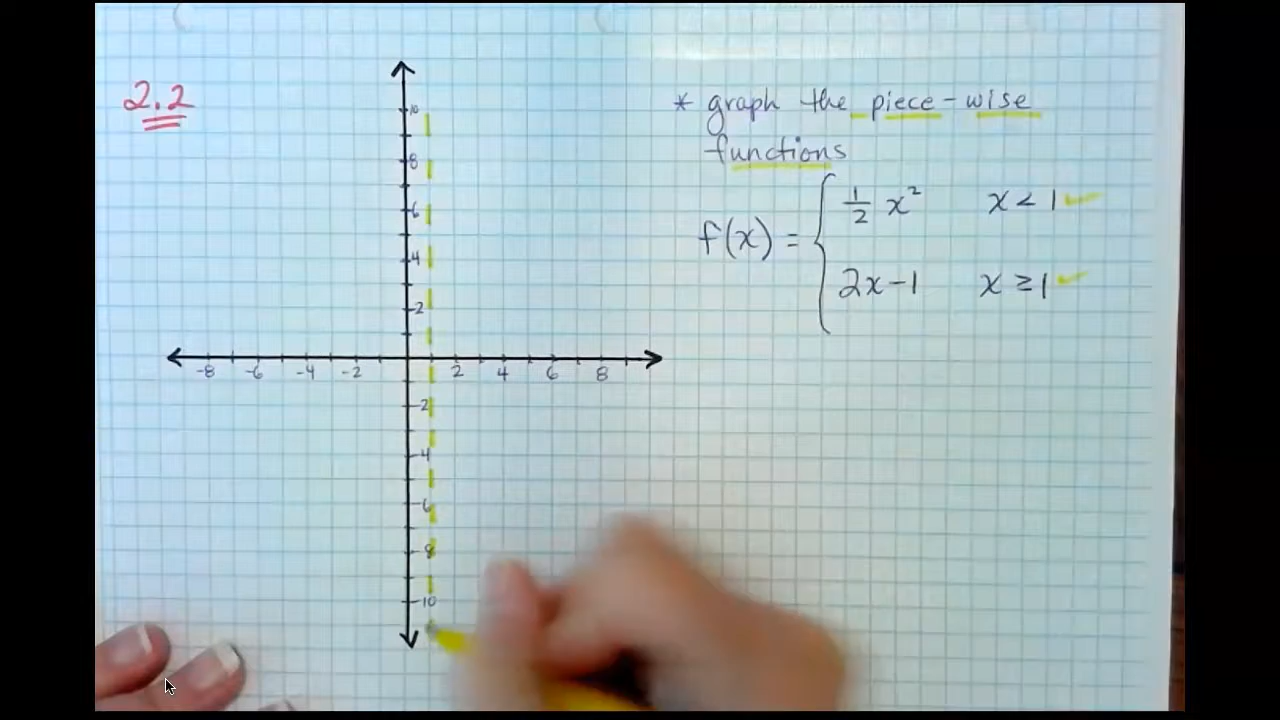 2.2
* graph the piece-wise
functions
f(x) = { 1/2 x² x < 1 ✓
2x-1 x ≥ 1 ✓
10
8
6
4
2
-8 -6 -4 -2 2 4 6 8
-2
-4
6
8
-10